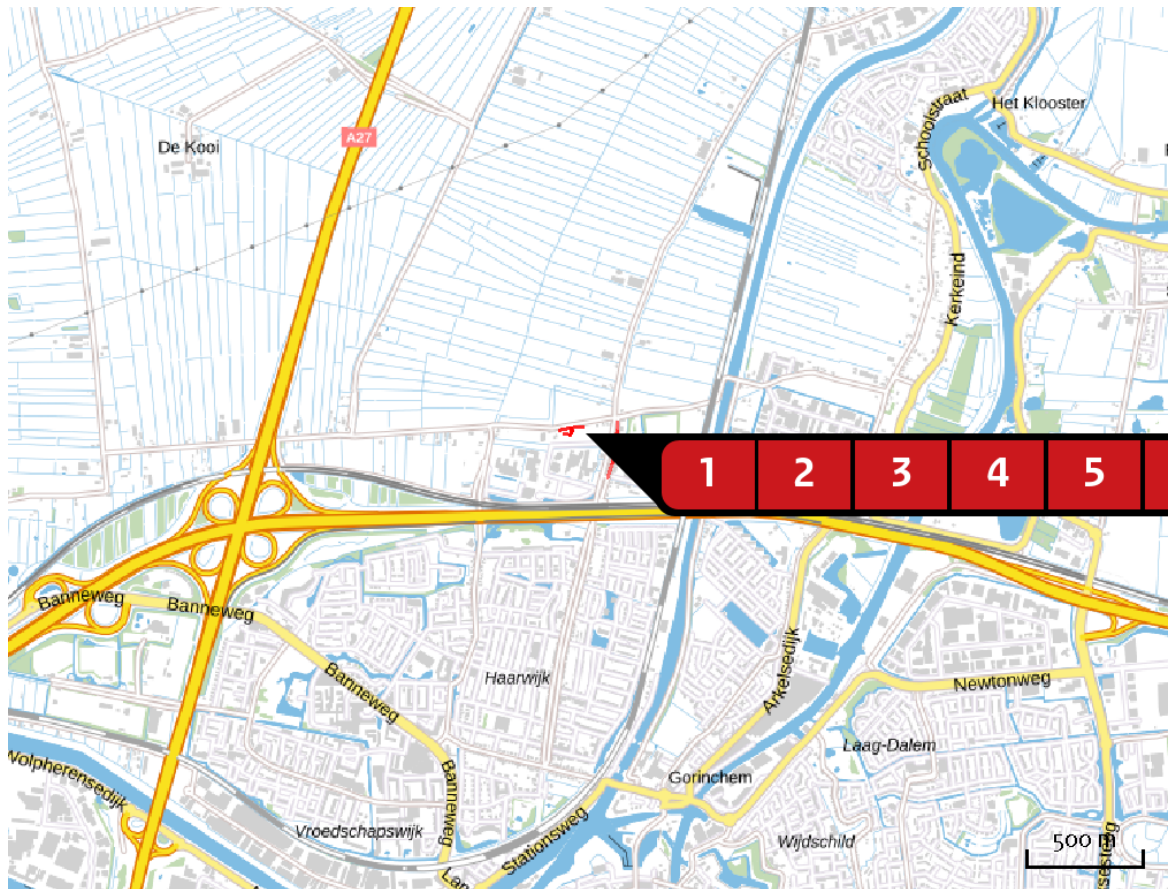 Schoolstraat
Het Klooster
A27
De Kooi
Kerkeind
1 2 3 4 5
Banneweg
Banneweg
Banneweg
Banneweg
Haarwijk
Arkelsedijk
Newtonweg
Laag-Dalem
Wolpherensedijk
Gorinchem
Vroedschapswijk
Stationsweg
Wijdschild
500 m